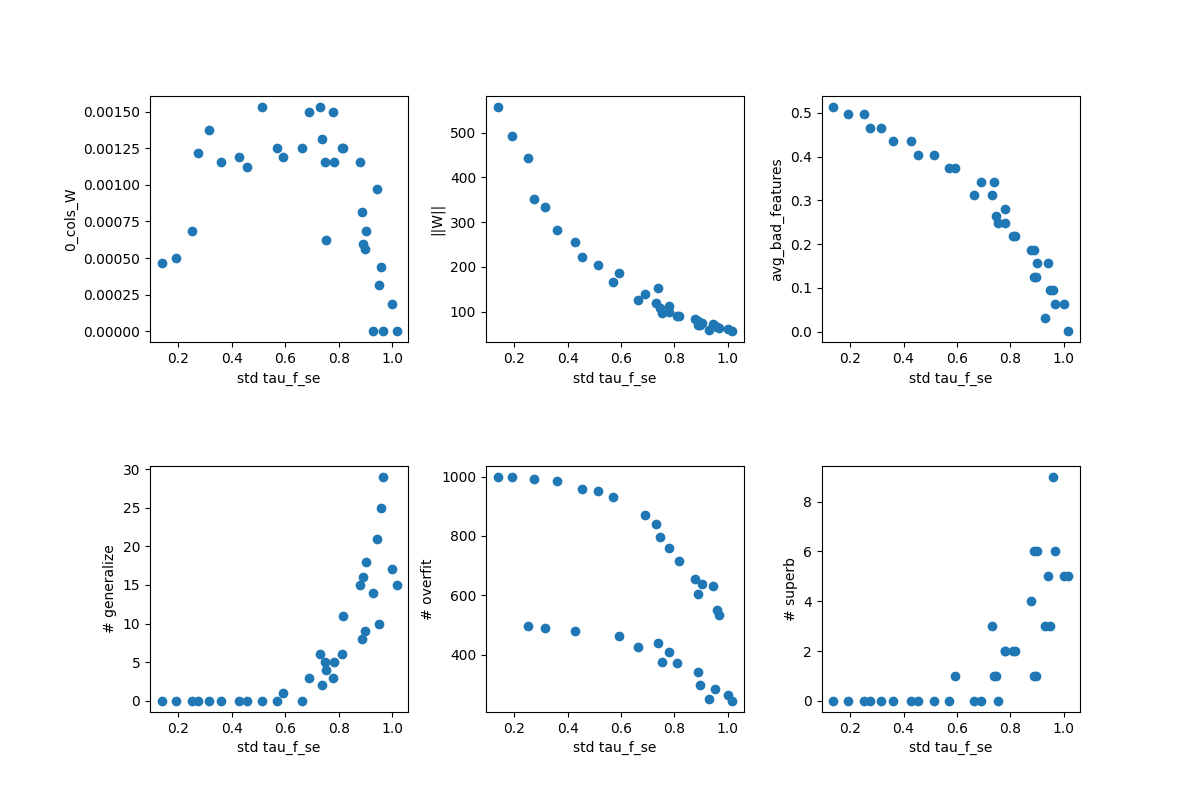 0_cols_W
0.00150
0.00125
0.00100
0.00075
0.00050
0.00025
0.00000
0.2 0.4 0.6 0.8 1.0
std tau_f_se
||W||
500
400
300
200
100
0.2 0.4 0.6 0.8 1.0
std tau_f_se
avg_bad_features
0.5
0.4
0.3
0.2
0.1
0.0
0.2 0.4 0.6 0.8 1.0
std tau_f_se
# generalize
30
25
20
15
10
5
0
0.2 0.4 0.6 0.8 1.0
std tau_f_se
# overfit
1000
800
600
400
0.2 0.4 0.6 0.8 1.0
std tau_f_se
# superb
8
6
4
2
0
0.2 0.4 0.6 0.8 1.0
std tau_f_se